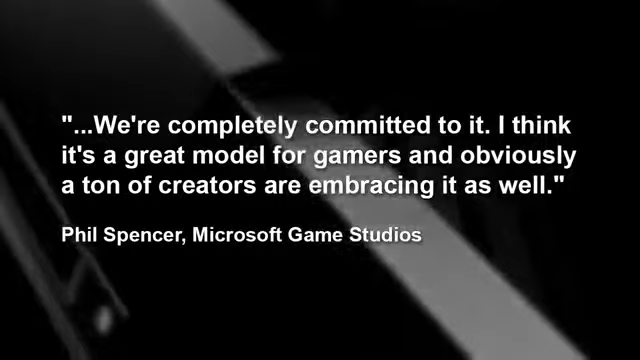 "...We're completely committed to it. I think
it's a great model for gamers and obviously
a ton of creators are embracing it as well."
Phil Spencer, Microsoft Game Studios